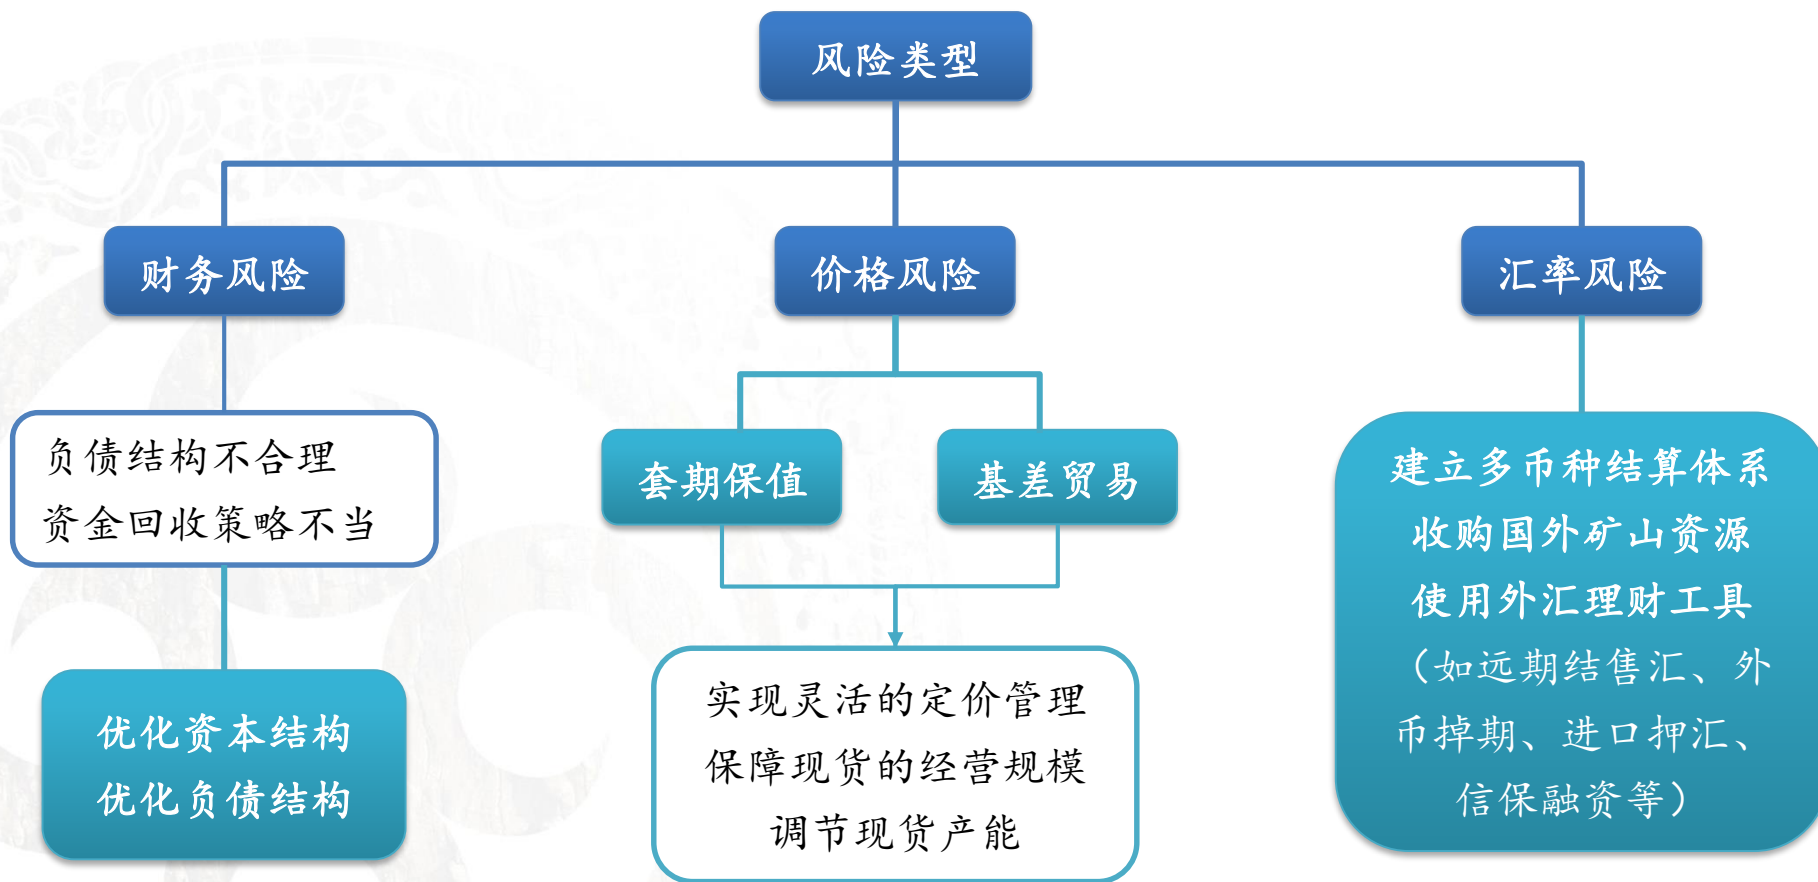 风险类型
财务风险
价格风险
汇率风险
负债结构不合理
资金回收策略不当
优化资本结构
优化负债结构
套期保值
基差贸易
实现灵活的定价管理
保障现货的经营规模
调节现货产能
建立多币种结算体系
收购国外矿山资源
使用外汇理财工具
（如远期结售汇、外
币掉期、进口押汇、
信保融资等）